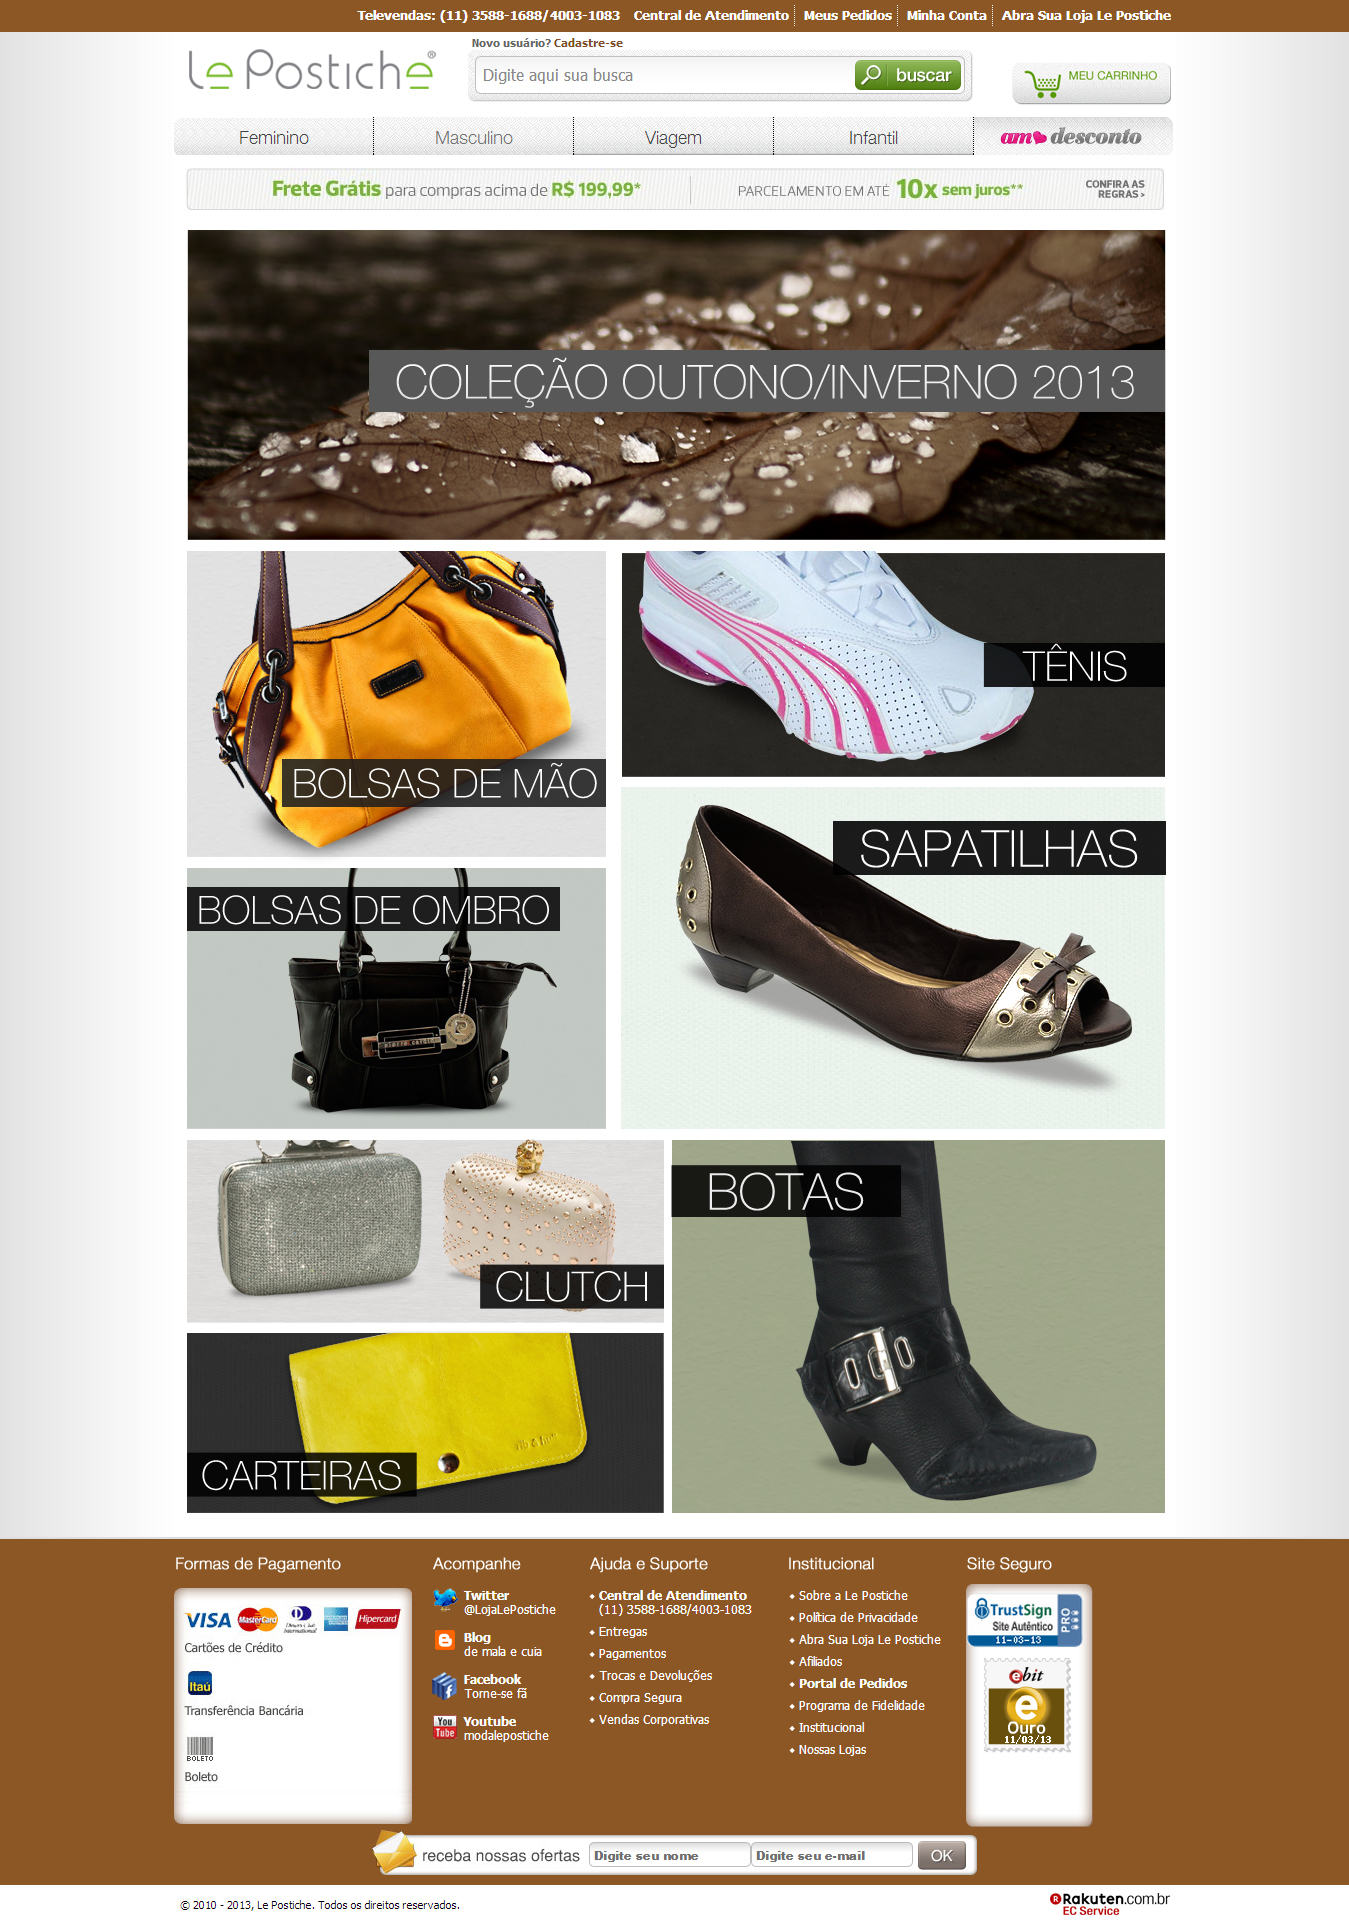 Televendas: (11) 3588-1688/4003-1083 Central de Atendimento Meus Pedidos Minha Conta Abra Sua Loja Le Postiche
Le Postiche®
Novo usuário? Cadastre-se
Digite aqui sua busca
buscar
MEU CARRINHO
Feminino
Masculino
Viagem
Infantil
amo desconto
Frete Grátis para compras acima de R$ 199,99*
PARCELAMENTO EM ATÉ 10x sem juros**
CONFIRA AS
REGRAS >
COLEÇÃO OUTONO/INVERNO 2013
BOLSAS DE MÃO
TÊNIS
SAPATILHAS
BOLSAS DE OMBRO
CLUTCH
BOTAS
CARTEIRAS
Formas de Pagamento
VISA
MasterCard
Diners Club
International
Hipercard
Cartões de Crédito
Itaú
Transferência Bancária
BOLETO
Boleto
Acompanhe
Twitter
@LojaLePostiche
Blog
de mala e cuia
Facebook
Torne-se fã
You
Tube
Youtube
modalepostiche
Ajuda e Suporte
Central de Atendimento
(11) 3588-1688/4003-1083
Entregas
Pagamentos
Trocas e Devoluções
Compra Segura
Vendas Corporativas
Institucional
Sobre a Le Postiche
Política de Privacidade
Abra Sua Loja Le Postiche
Afiliados
Portal de Pedidos
Programa de Fidelidade
Institucional
Nossas Lojas
Site Seguro
TrustSign
Site Autêntico
PRO
11-03-13
ebit
e
Ouro
11/03/13
receba nossas ofertas
Digite seu nome
Digite seu e-mail
OK
© 2010 - 2013, Le Postiche. Todos os direitos reservados.
Rakuten.com.br
EC Service